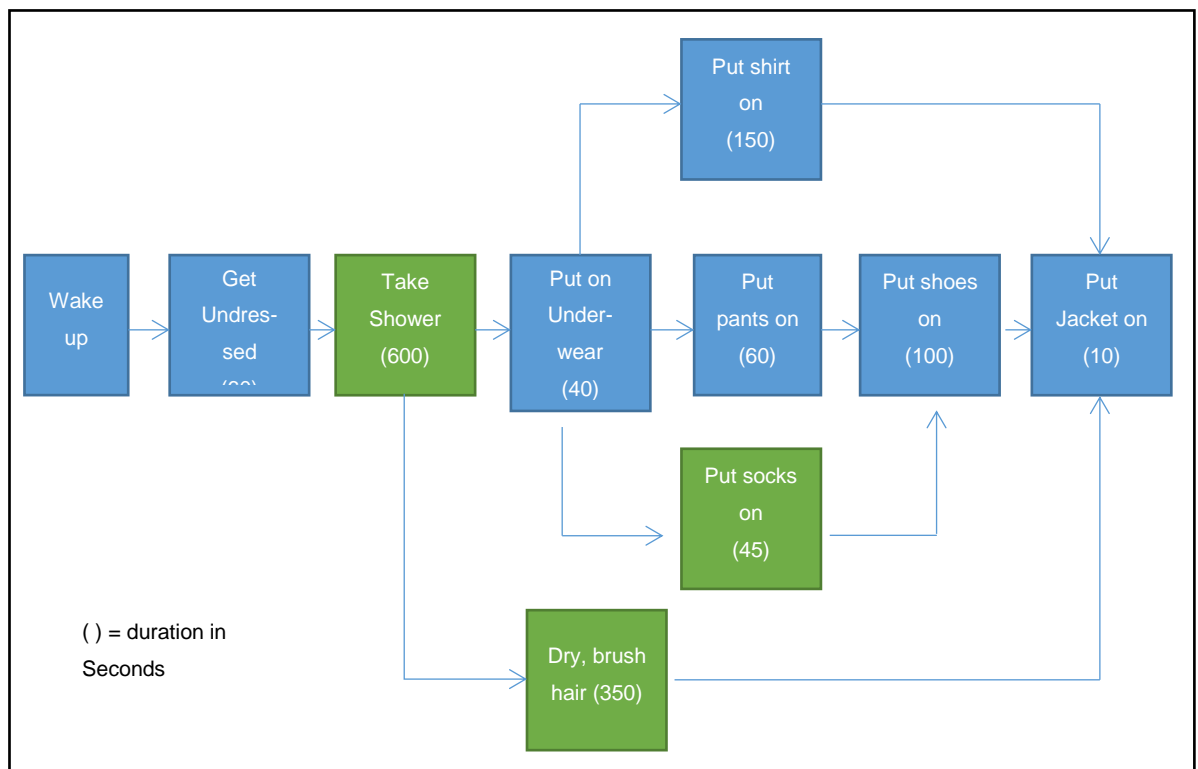 Put shirt
on
(150)
Wake
up
Get
Undres-
sed
Take
Shower
(600)
Put on
Under-
wear
(40)
Put
pants on
(60)
Put shoes
on
(100)
Put
Jacket on
(10)
Put socks
on
(45)
( ) = duration in
Seconds
Dry, brush
hair (350)